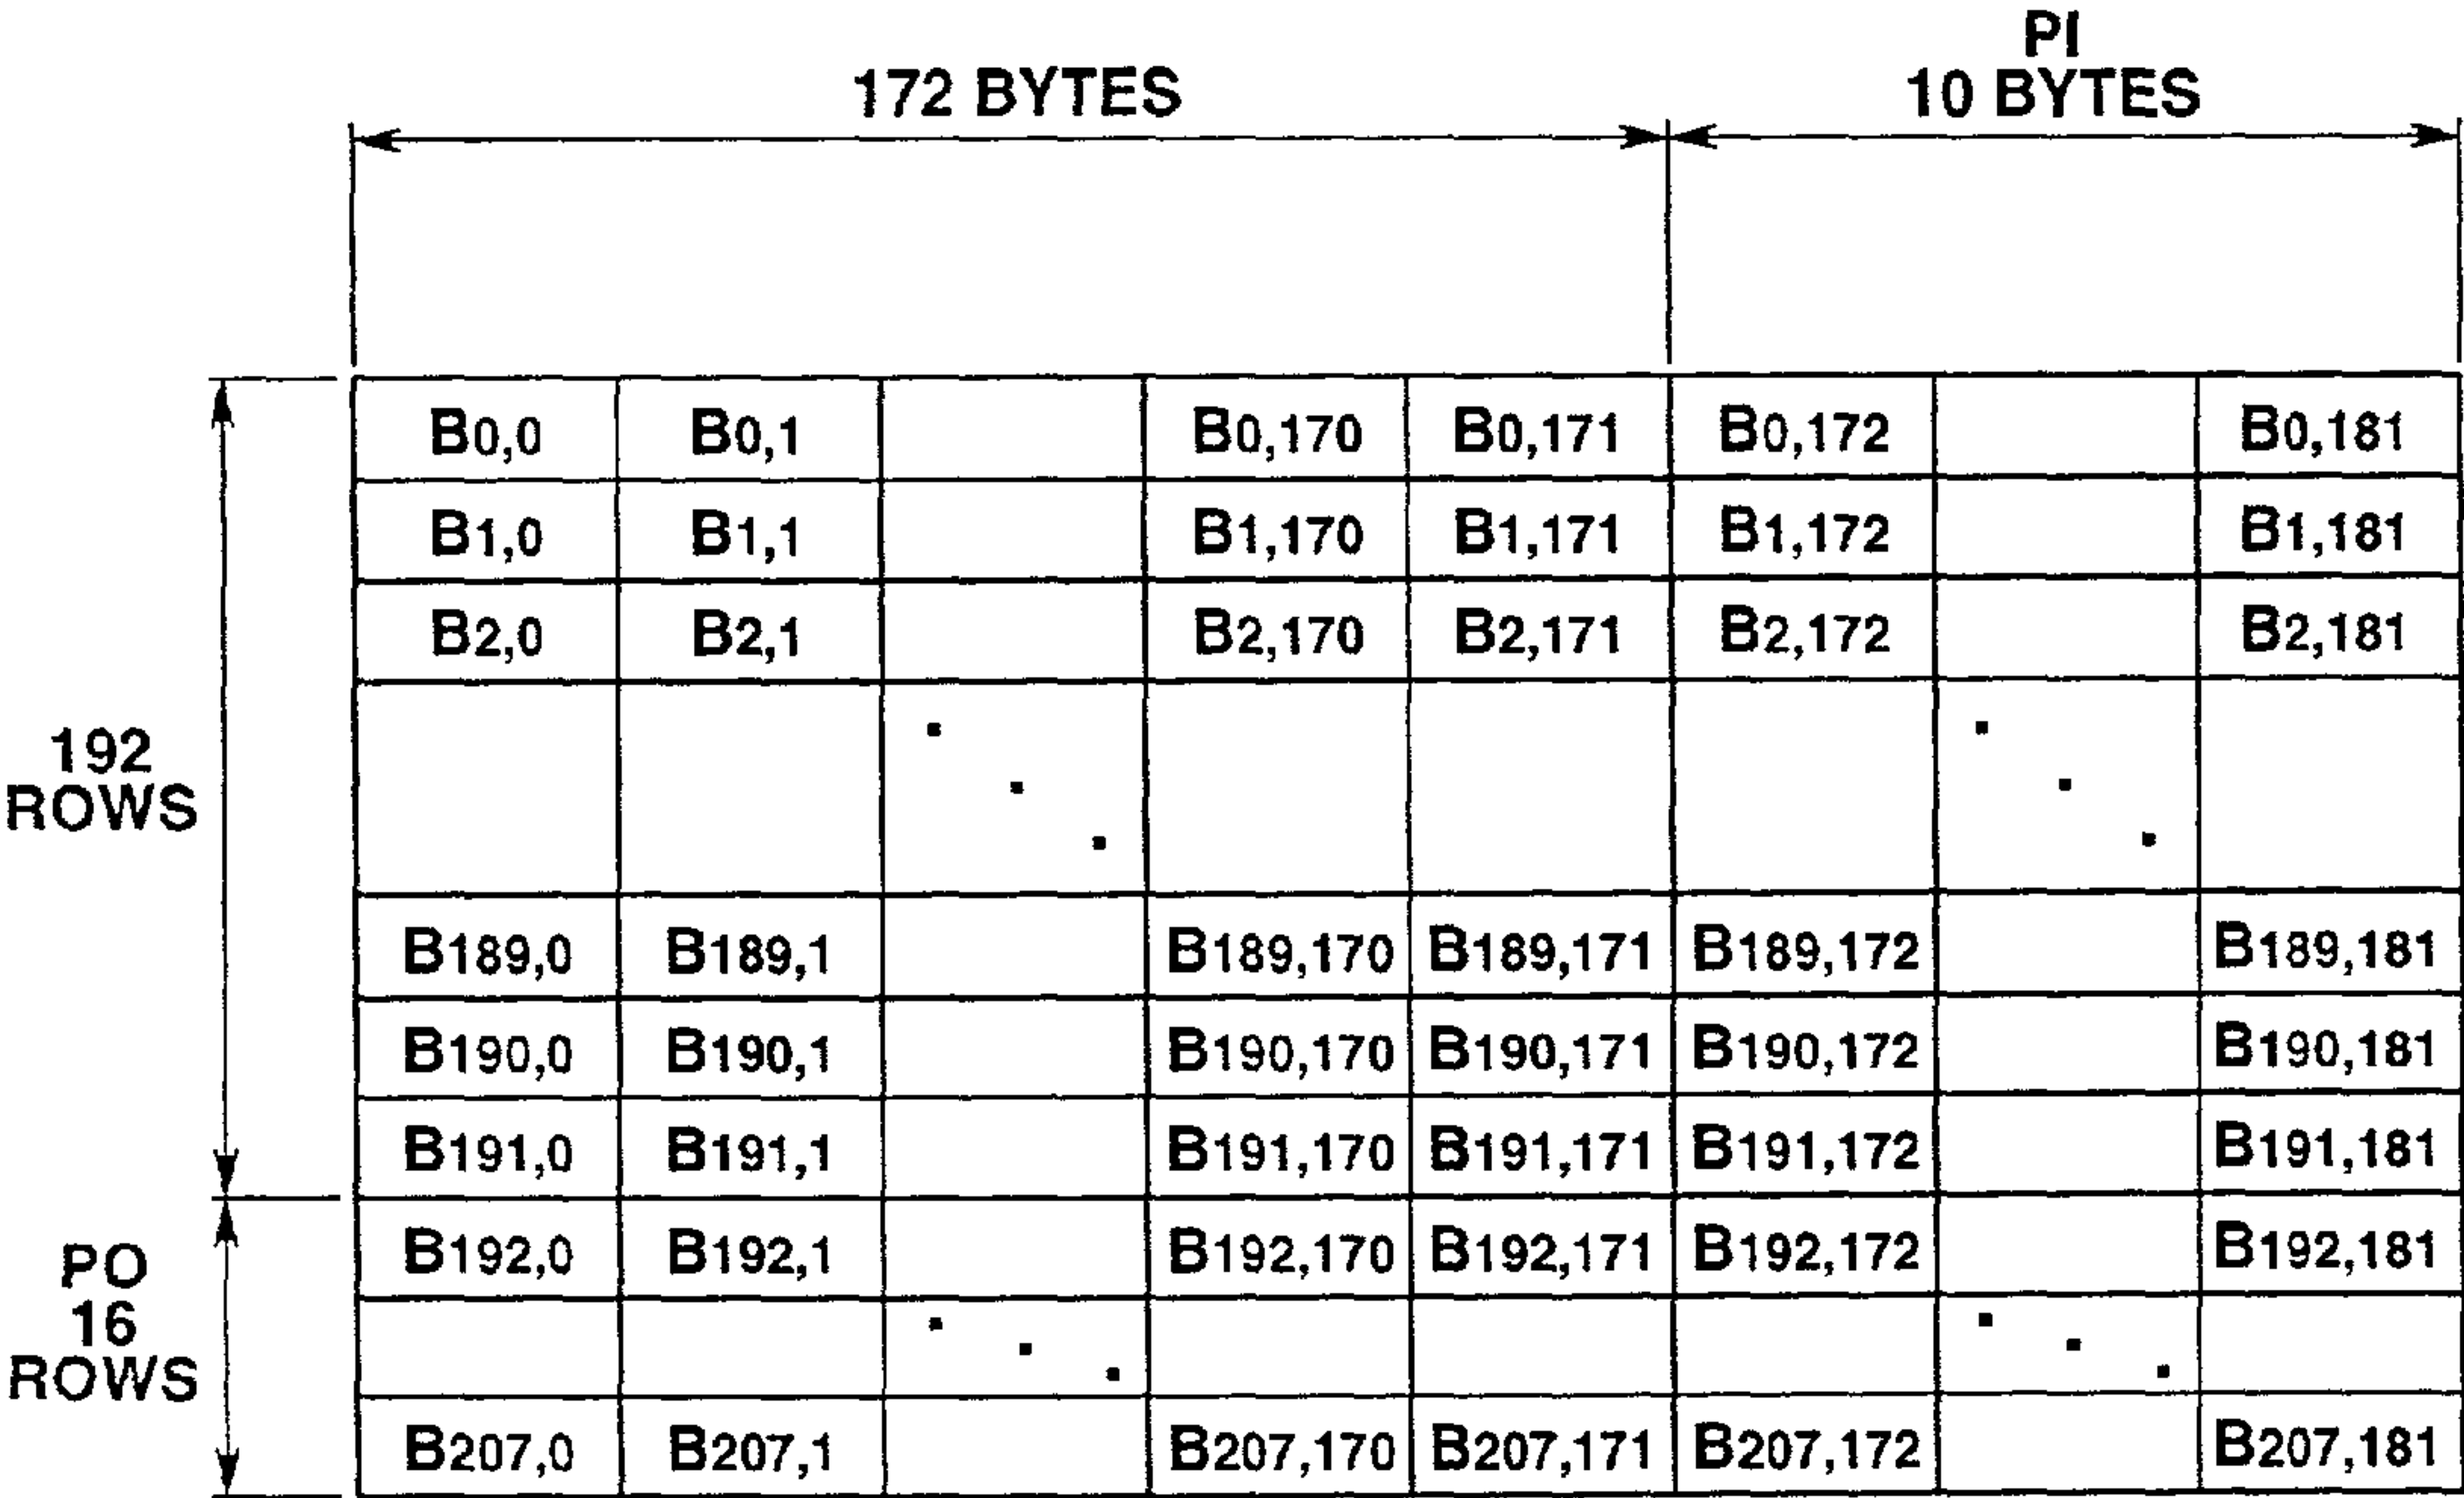 PI
172 BYTES 10 BYTES
B0,0 B0,1 B0,170 B0,171 B0,172 B0,181
B1,0 B1,1 B1,170 B1,171 B1,172 B1,181
B2,0 B2,1 B2,170 B2,171 B2,172 B2,181
192
ROWS
B189,0 B189,1 B189,170 B189,171 B189,172 B189,181
B190,0 B190,1 B190,170 B190,171 B190,172 B190,181
B191,0 B191,1 B191,170 B191,171 B191,172 B191,181
B192,0 B192,1 B192,170 B192,171 B192,172 B192,181
PO
16
ROWS
B207,0 B207,1 B207,170 B207,171 B207,172 B207,181